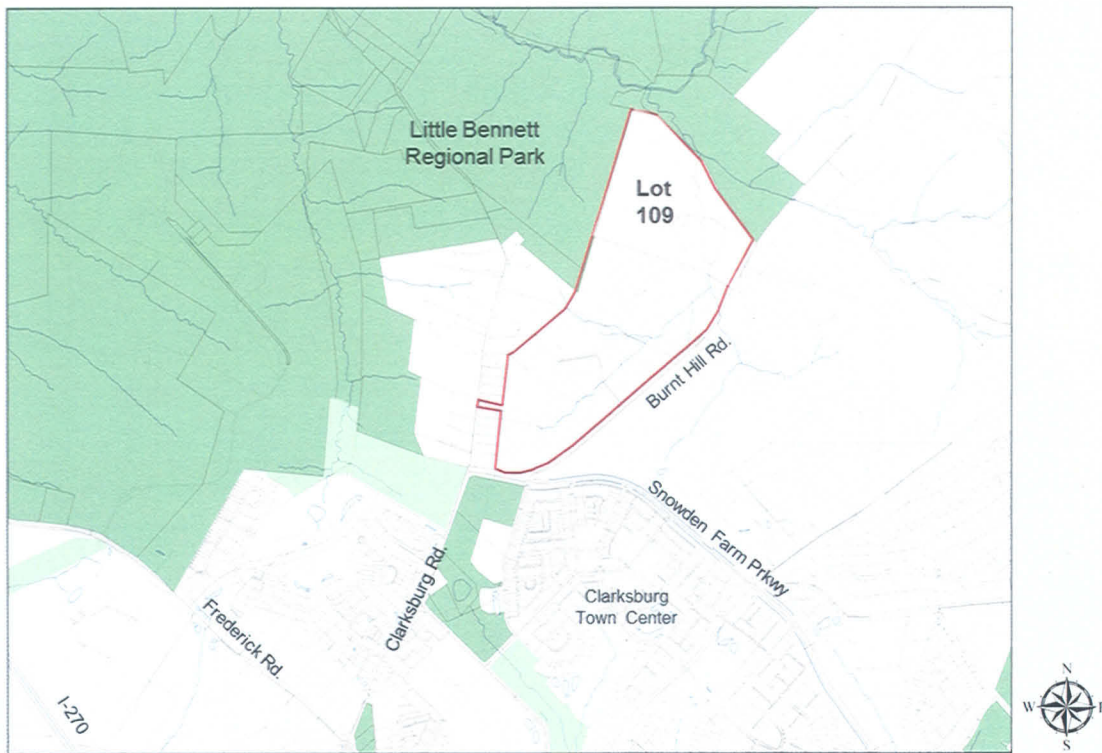 Little Bennett
Regional Park
Lot
109
Burnt Hill Rd.
Snowden Farm Prkwy
Clarksburg Rd.
Clarksburg
Town Center
Frederick Rd.
I-270
N
W
E
S